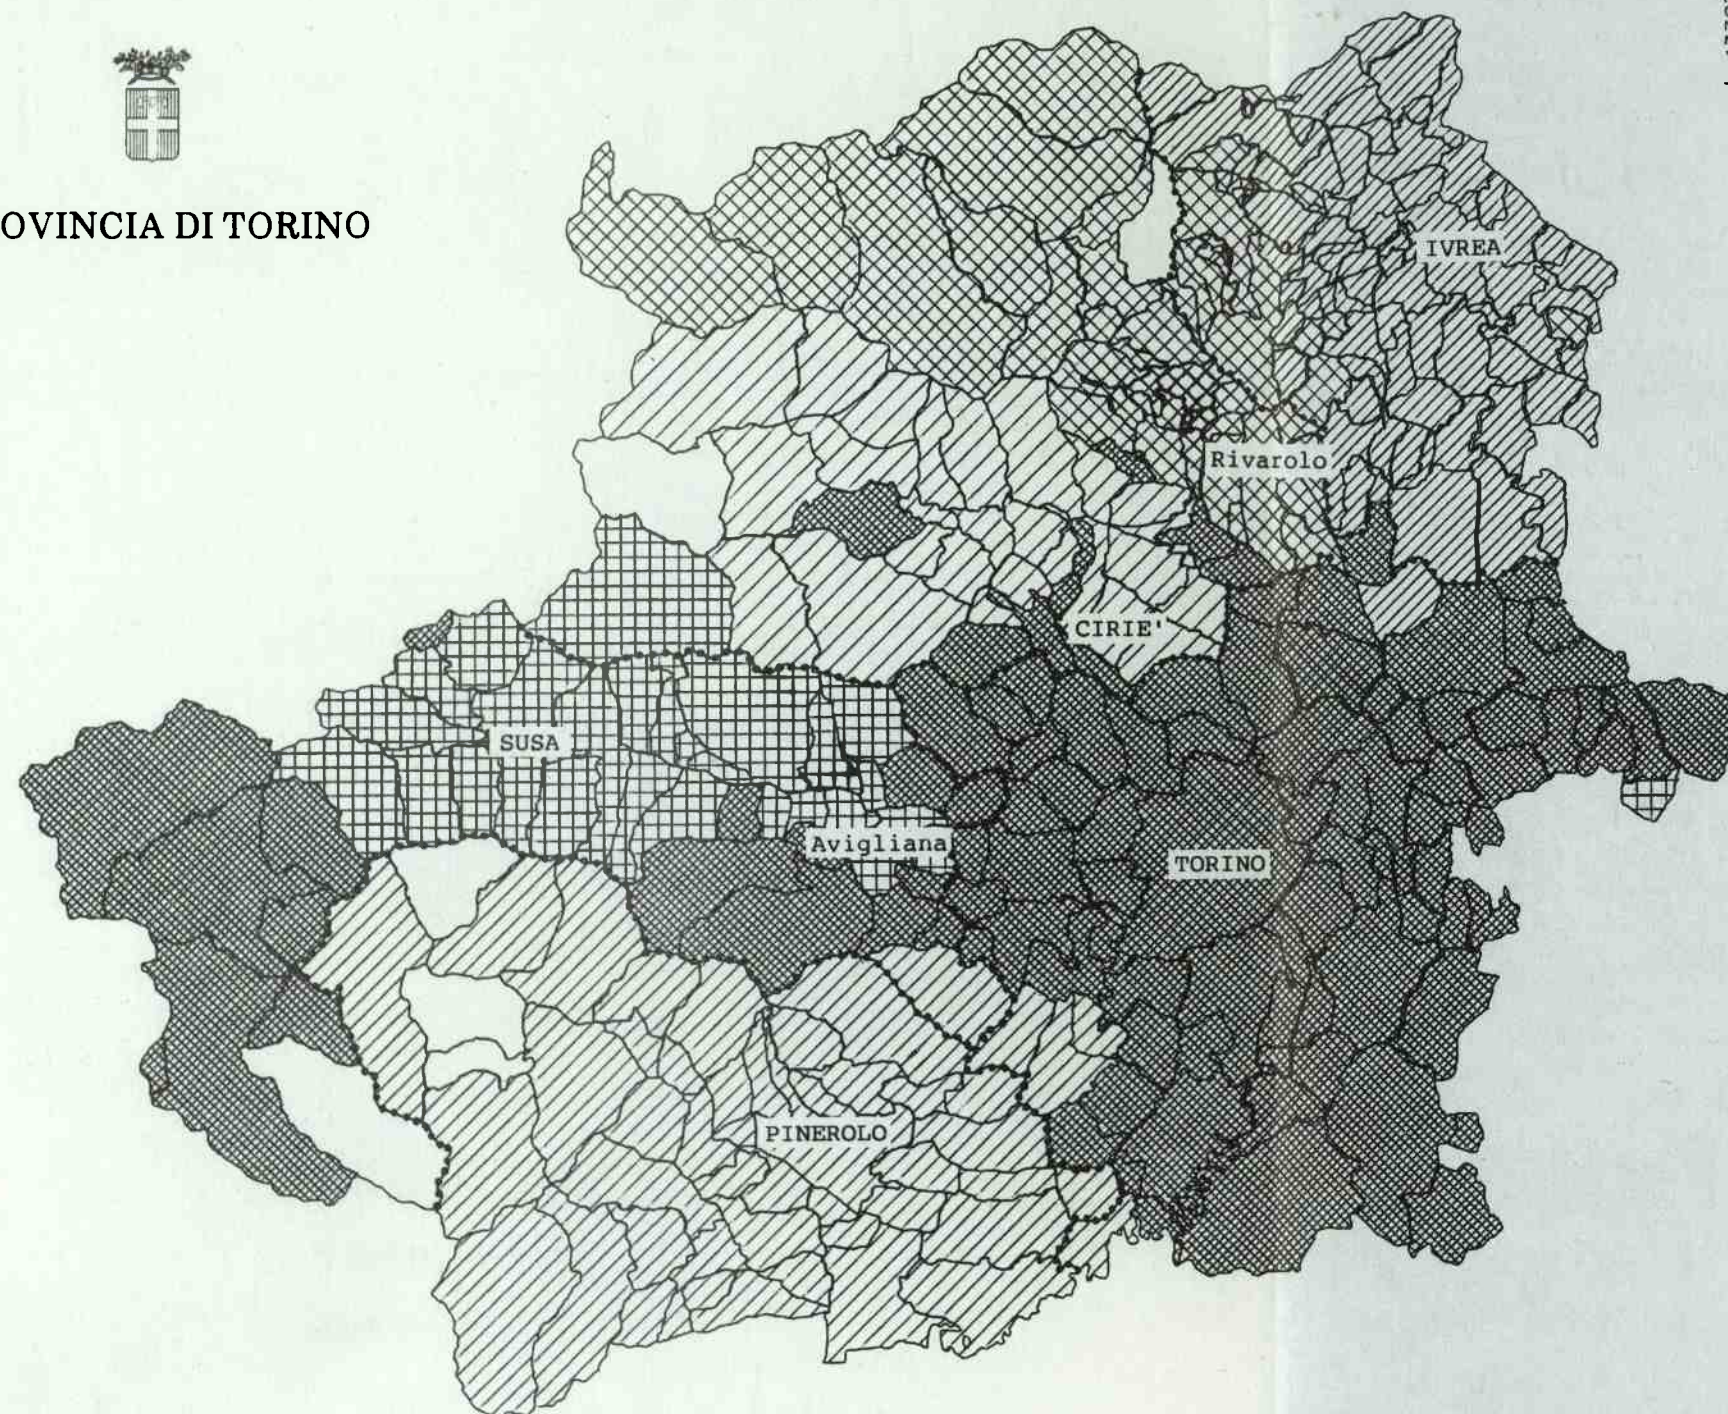 OVINCIA DI TORINO
IVREA
Rivarolo
CIRIE'
SUSA
Avigliana
TORINO
PINEROLO